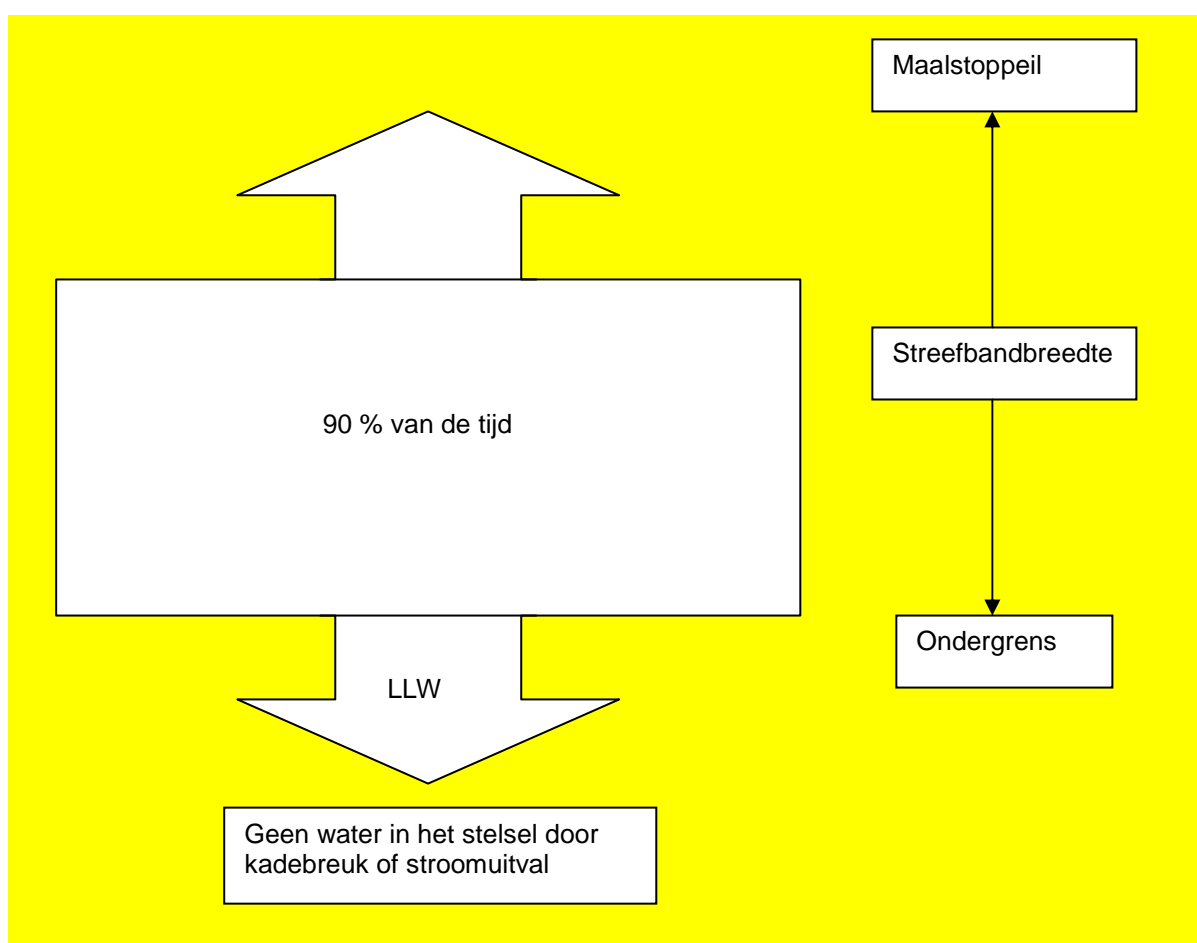 Maalstoppeil
Streefbandbreedte
90 % van de tijd
Ondergrens
LLW
Geen water in het stelsel door
kadebreuk of stroomuitval